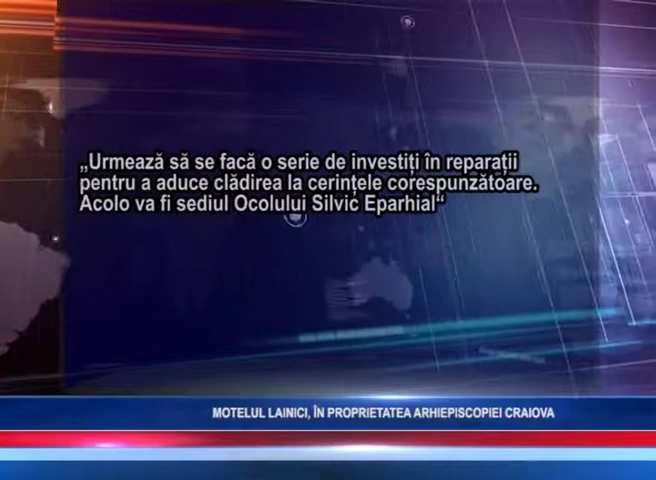 „Urmează să se facă o serie de investiți în reparații
pentru a aduce clădirea la cerințele corespunzătoare.
Acolo va fi sediul Ocolului Silvic Eparhial“
MOTELUL LAINICI, ÎN PROPRIETATEA ARHIEPISCOPIEI CRAIOVA